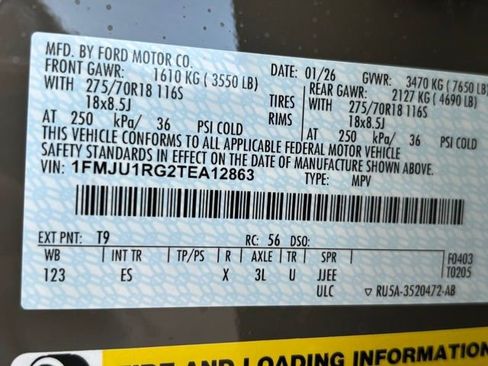 MFD. BY FORD MOTOR CO.
DATE: 01/26 GVWR: 3470 KG (7650 LB)
FRONT GAWR: 1610 KG (3550 LB) REAR GAWR: 2127 KG (4690 LB)
WITH 275/70R18 116S TIRES WITH 275/70R18 116S
18x8.5J RIMS 18x8.5J
AT 250 kPa/ 36 PSI COLD AT 250 kPa/ 36 PSI COLD
THIS VEHICLE CONFORMS TO ALL APPLICABLE FEDERAL MOTOR VEHICLE
SAFETY STANDARDS IN EFFECT ON THE DATE OF MANUFACTURE SHOWN ABOVE.
VIN: 1FMJU1RG2TEA12863
TYPE: MPV
EXT PNT: T9 RC: 56 DSO:
WB INT TR TP/PS R AXLE TR SPR F0403
123 ES X 3L U JJEE T0205
ULC ▽ RU5A-3520472-AB
TIRE AND LOADING INFORMATION